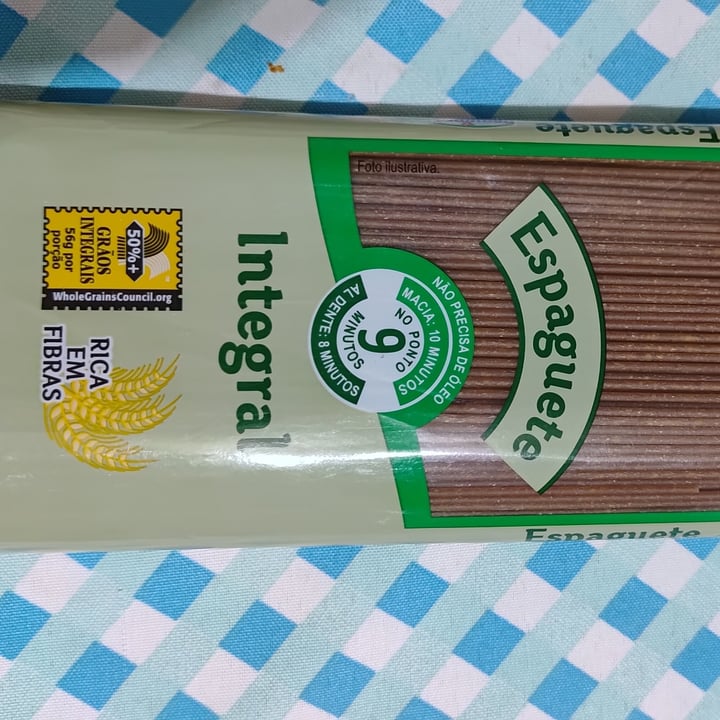 Espaguete
Foto ilustrativa.
Espaguete
NÃO PRECISA DE ÓLEO
MACIA: 10 MINUTOS
NO PONTO
9
MINUTOS
AL DENTE: 8 MINUTOS
Integral
50%+
GRÃOS
INTEGRAIS
56g por
porção
WholeGrainsCouncil.org
RICA
EM
FIBRAS
Espaguete